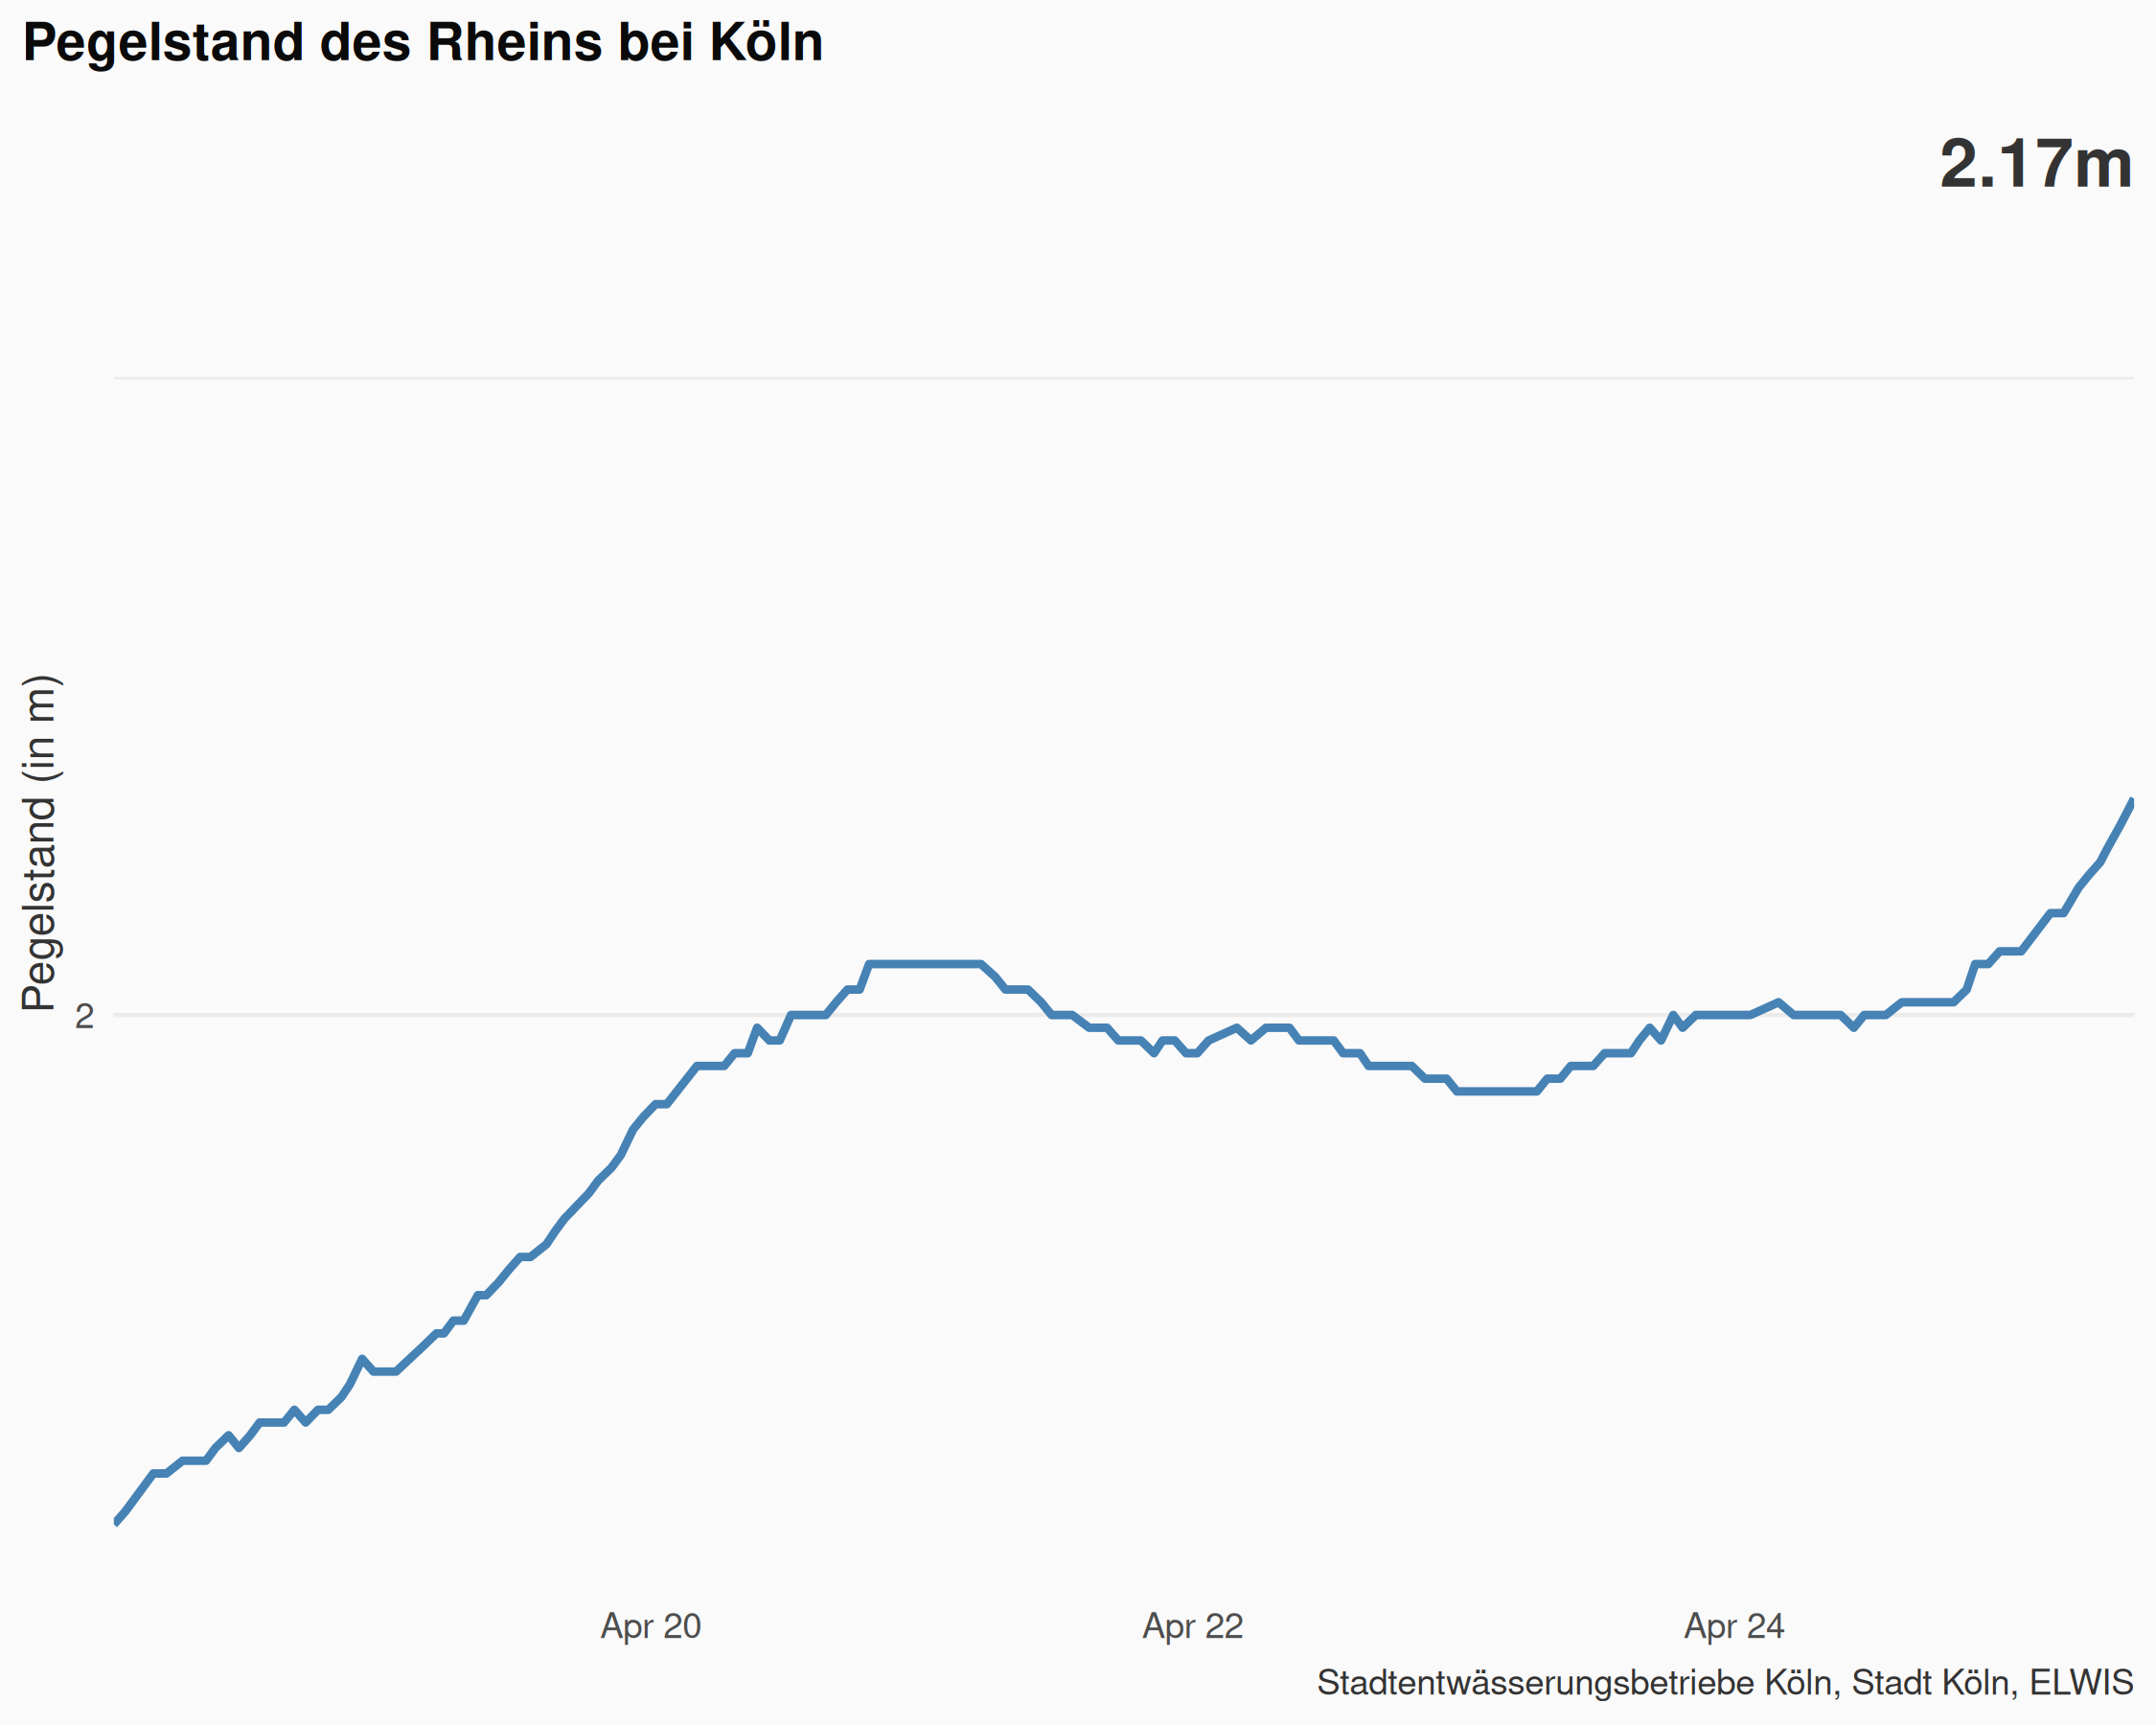 Pegelstand des Rheins bei Köln
2.17m
Pegelstand (in m)
2
Apr 20
Apr 22
Apr 24
Stadtentwässerungsbetriebe Köln, Stadt Köln, ELWIS